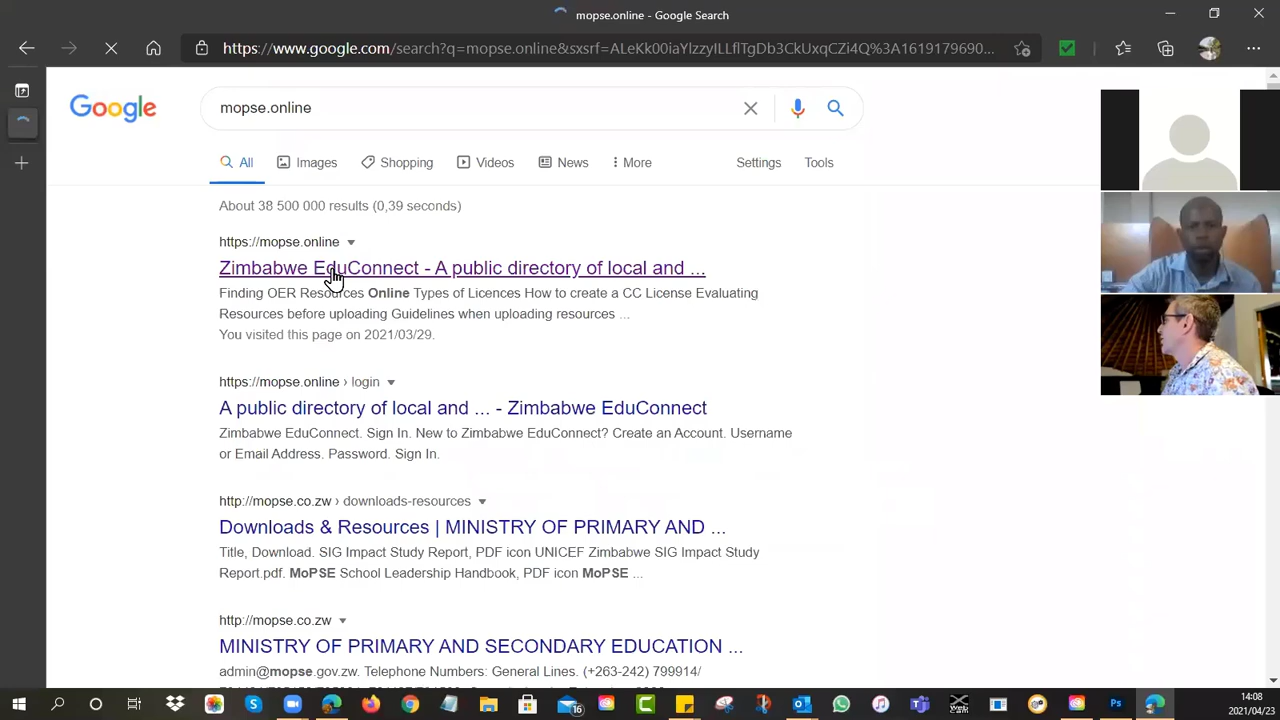 mopse.online - Google Search
https://www.google.com/search?q=mopse.online&sxsrf=ALeKk00iaYlzzyILLflTgDb3CkUxqCZi4Q%3A1619179690...
Google
mopse.online
All Images Shopping Videos News More Settings Tools
About 38 500 000 results (0,39 seconds)
https://mopse.online
Zimbabwe EduConnect - A public directory of local and ...
Finding OER Resources Online Types of Licences How to create a CC License Evaluating
Resources before uploading Guidelines when uploading resources ...
You visited this page on 2021/03/29.
https://mopse.online › login
A public directory of local and ... - Zimbabwe EduConnect
Zimbabwe EduConnect. Sign In. New to Zimbabwe EduConnect? Create an Account. Username
or Email Address. Password. Sign In.
http://mopse.co.zw › downloads-resources
Downloads & Resources | MINISTRY OF PRIMARY AND ...
Title, Download. SIG Impact Study Report, PDF icon UNICEF Zimbabwe SIG Impact Study
Report.pdf. MoPSE School Leadership Handbook, PDF icon MoPSE ...
http://mopse.co.zw
MINISTRY OF PRIMARY AND SECONDARY EDUCATION ...
admin@mopse.gov.zw. Telephone Numbers: General Lines. (+263-242) 799914/
16
Ps
14:08
2021/04/23